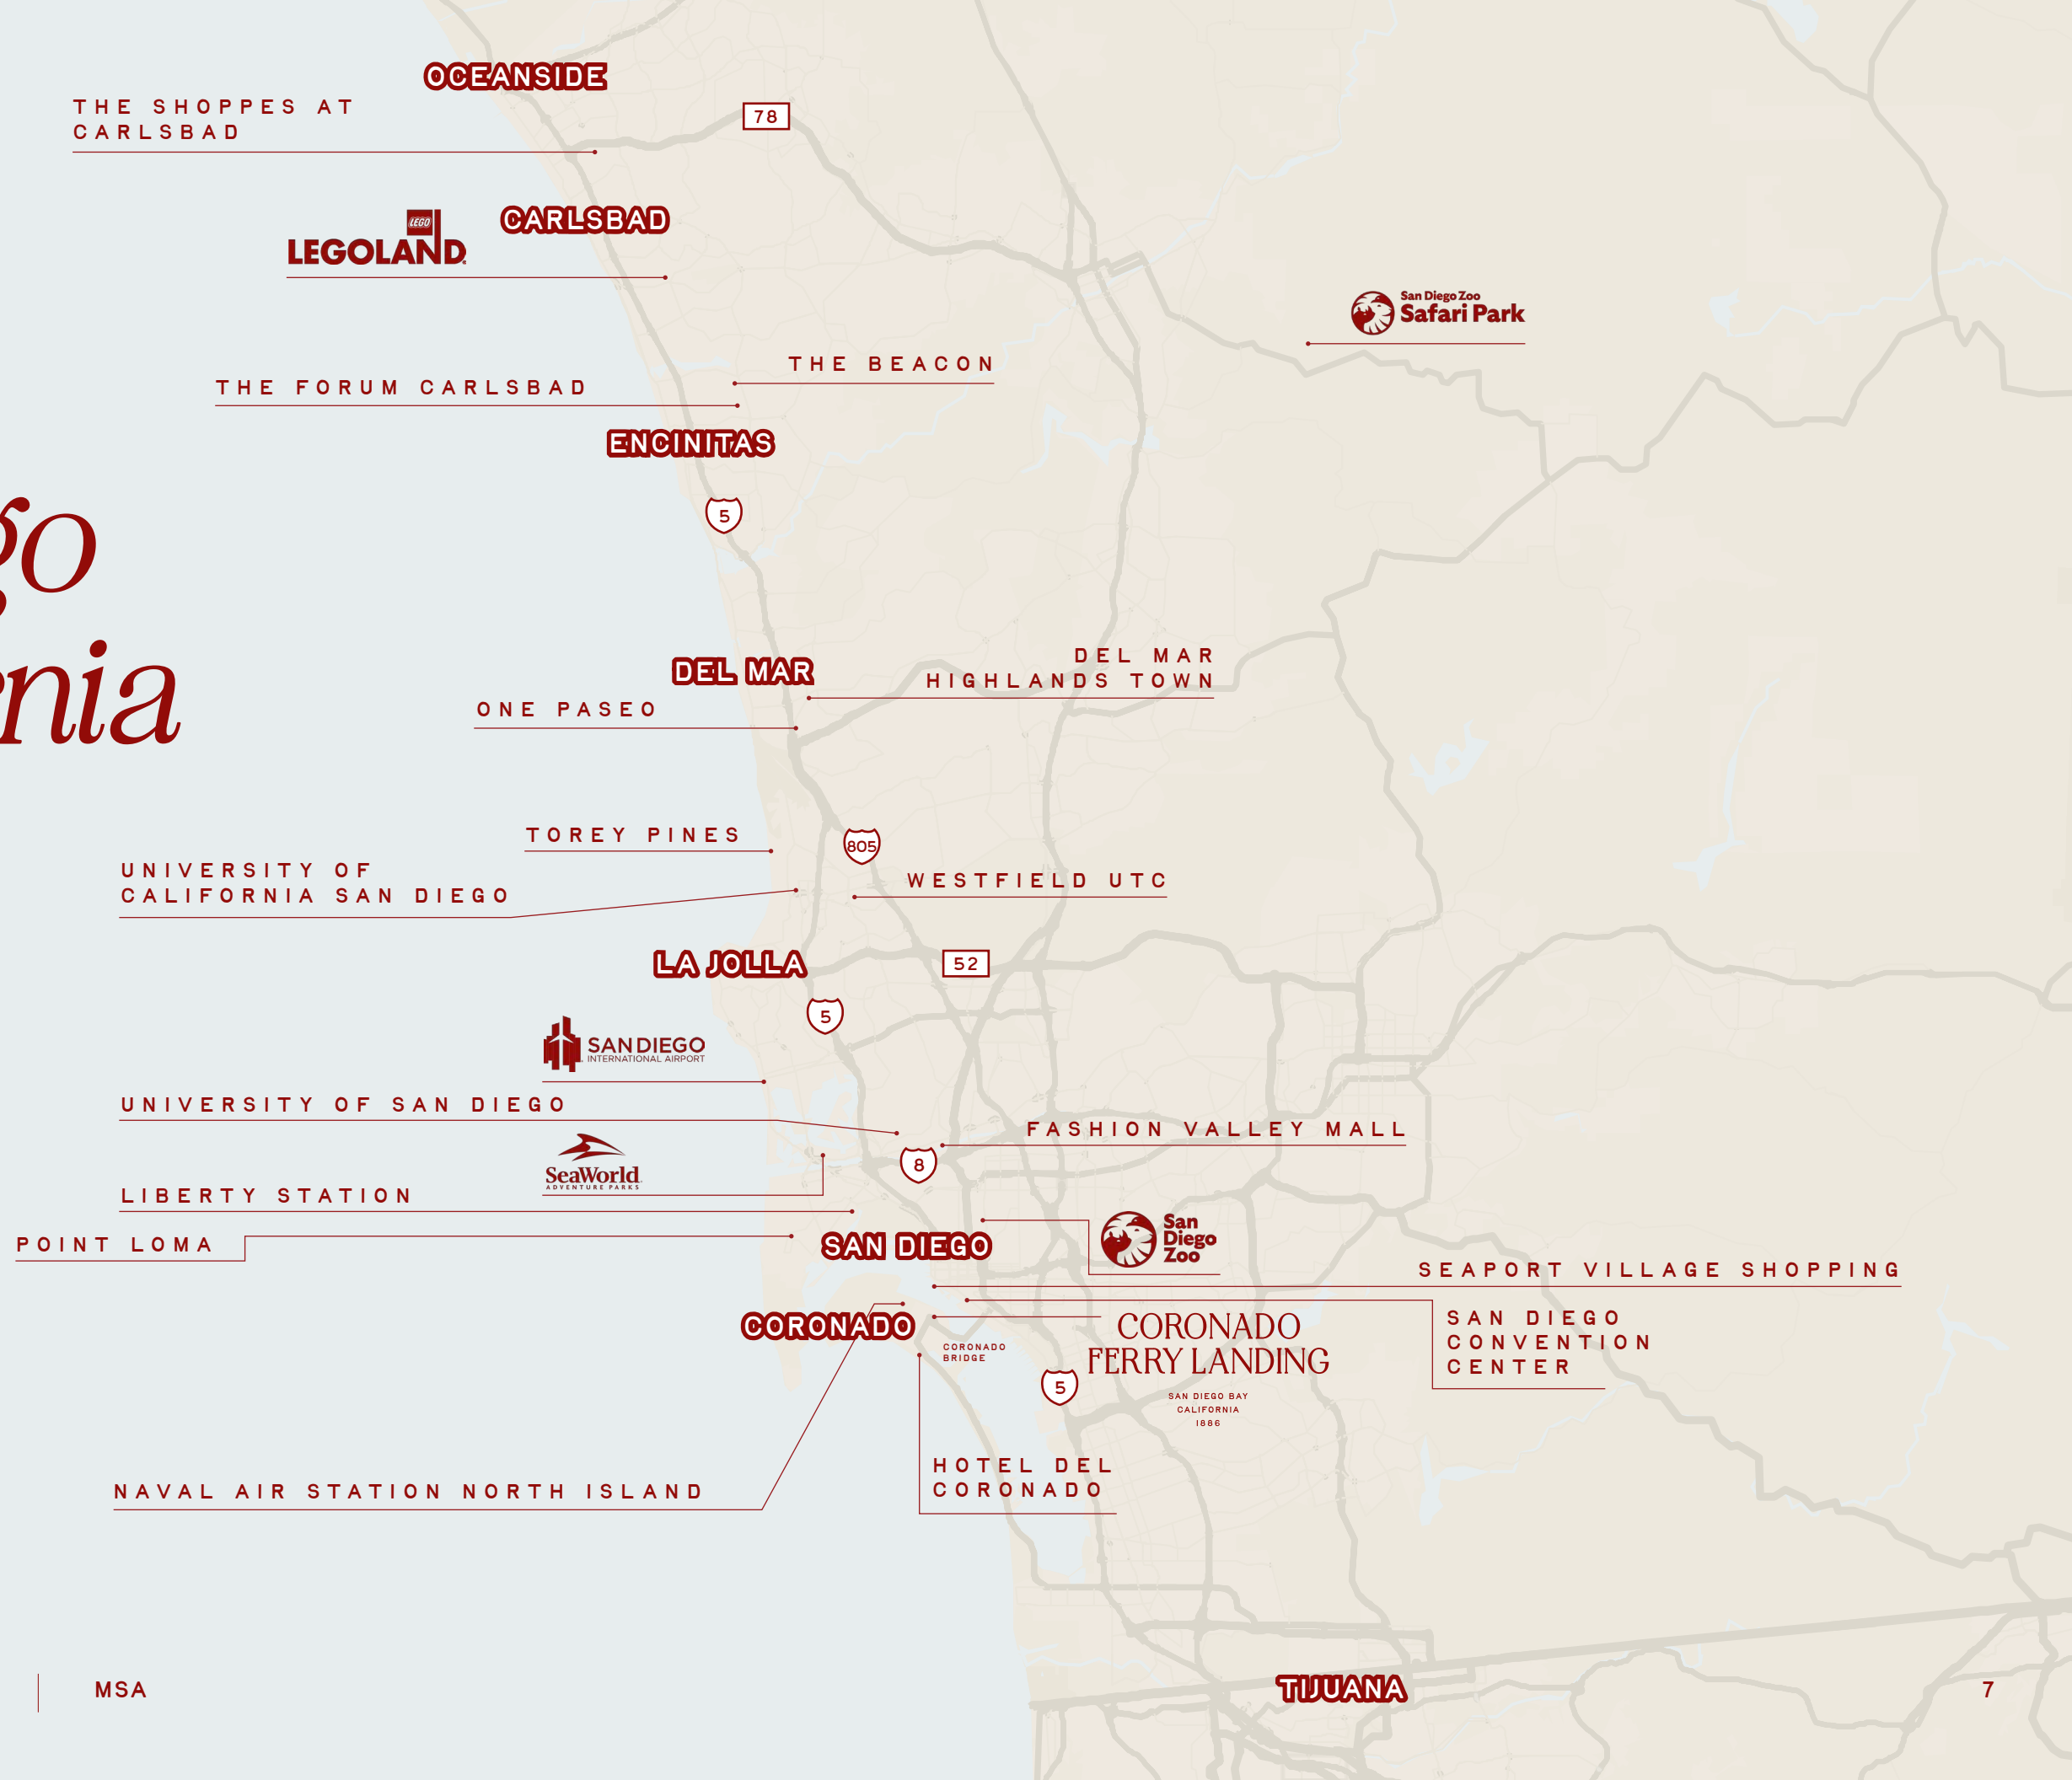 OCEANSIDE
THE SHOPPES AT
CARLSBAD
78
LEGO
LEGOLAND
CARLSBAD
San Diego Zoo
Safari Park
THE BEACON
THE FORUM CARLSBAD
ENCINITAS
5
go
nia
DEL MAR
HIGHLANDS TOWN
DEL MAR
ONE PASEO
TOREY PINES
805
UNIVERSITY OF
CALIFORNIA SAN DIEGO
WESTFIELD UTC
LA JOLLA
52
5
SAN DIEGO
INTERNATIONAL AIRPORT
UNIVERSITY OF SAN DIEGO
FASHION VALLEY MALL
8
SeaWorld
ADVENTURE PARKS
LIBERTY STATION
POINT LOMA
SAN DIEGO
San
Diego
Zoo
SEAPORT VILLAGE SHOPPING
CORONADO
CORONADO
BRIDGE
CORONADO
FERRY LANDING
SAN DIEGO BAY
CALIFORNIA
1886
SAN DIEGO
CONVENTION
CENTER
5
HOTEL DEL
CORONADO
NAVAL AIR STATION NORTH ISLAND
TIJUANA
MSA
7